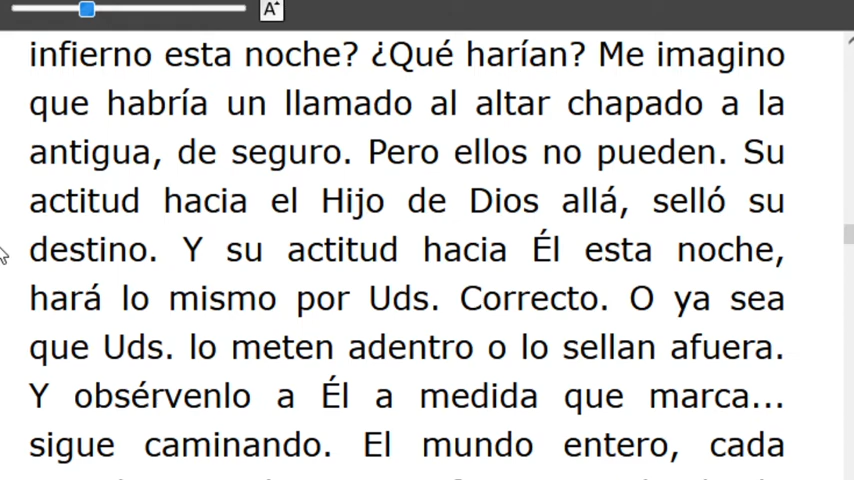 A
infierno esta noche? ¿Qué harían? Me imagino
que habría un llamado al altar chapado a la
antigua, de seguro. Pero ellos no pueden. Su
actitud hacia el Hijo de Dios allá, selló su
destino. Y su actitud hacia Él esta noche,
hará lo mismo por Uds. Correcto. O ya sea
que Uds. lo meten adentro o lo sellan afuera.
Y obsérvenlo a Él a medida que marca...
sigue caminando. El mundo entero, cada